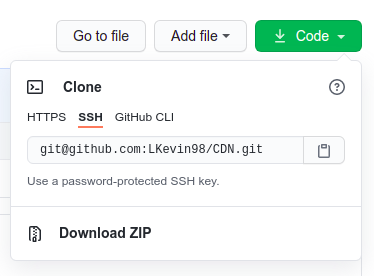 Go to file Add file Code
Clone
HTTPS SSH GitHub CLI
git@github.com:LKevin98/CDN.git
Use a password-protected SSH key.
Download ZIP